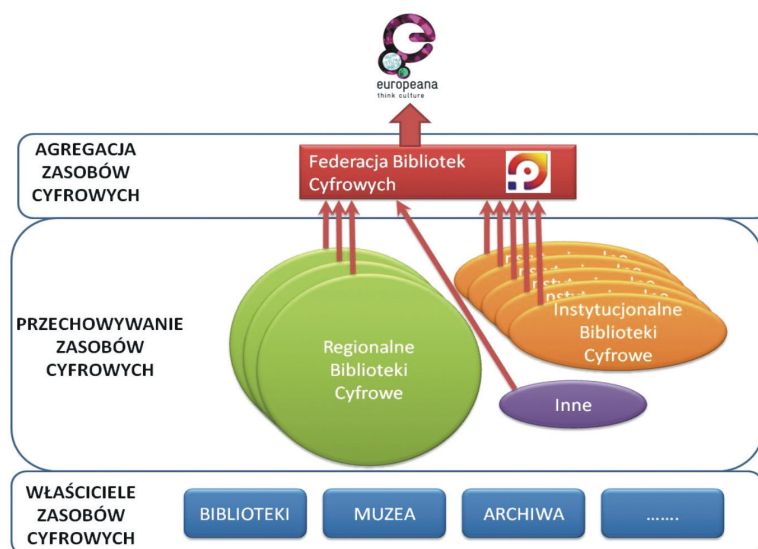 europeana
think culture
AGREGACJA
ZASOBÓW
CYFROWYCH
Federacja Bibliotek
Cyfrowych
PRZECHOWYWANIE
ZASOBÓW
CYFROWYCH
Regionalne
Biblioteki
Cyfrowe
Instytucjonalne
Biblioteki
Cyfrowe
Inne
WŁAŚCICIELE
ZASOBÓW
CYFROWYCH
BIBLIOTEKI
MUZEA
ARCHIWA
…....